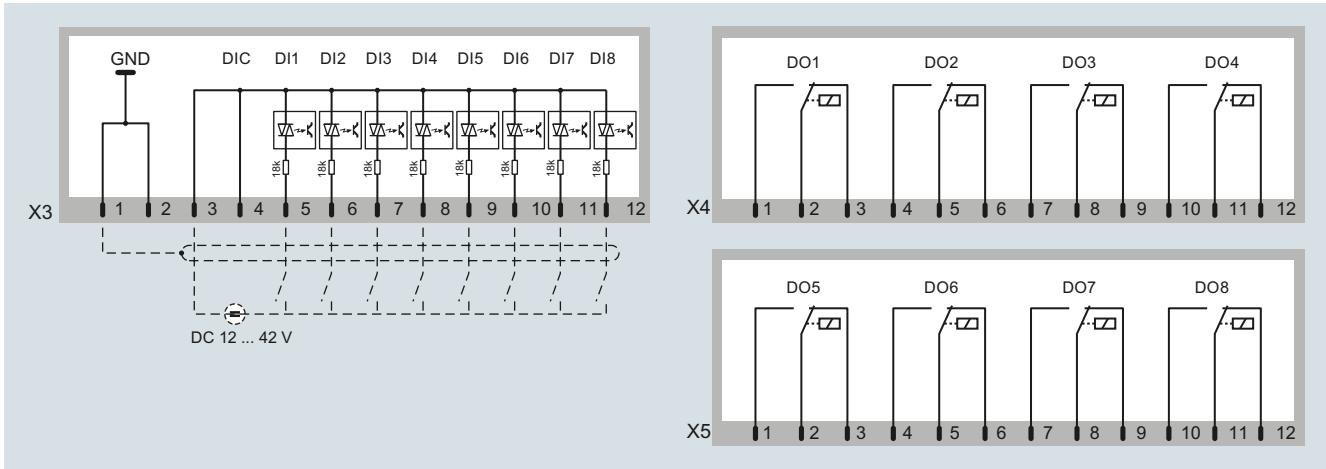 GND DIC DI1 DI2 DI3 DI4 DI5 DI6 DI7 DI8
18k 18k 18k 18k 18k 18k 18k 18k
X3 1 2 3 4 5 6 7 8 9 10 11 12
DC 12 ... 42 V
DO1 DO2 DO3 DO4
X4 1 2 3 4 5 6 7 8 9 10 11 12
DO5 DO6 DO7 DO8
X5 1 2 3 4 5 6 7 8 9 10 11 12